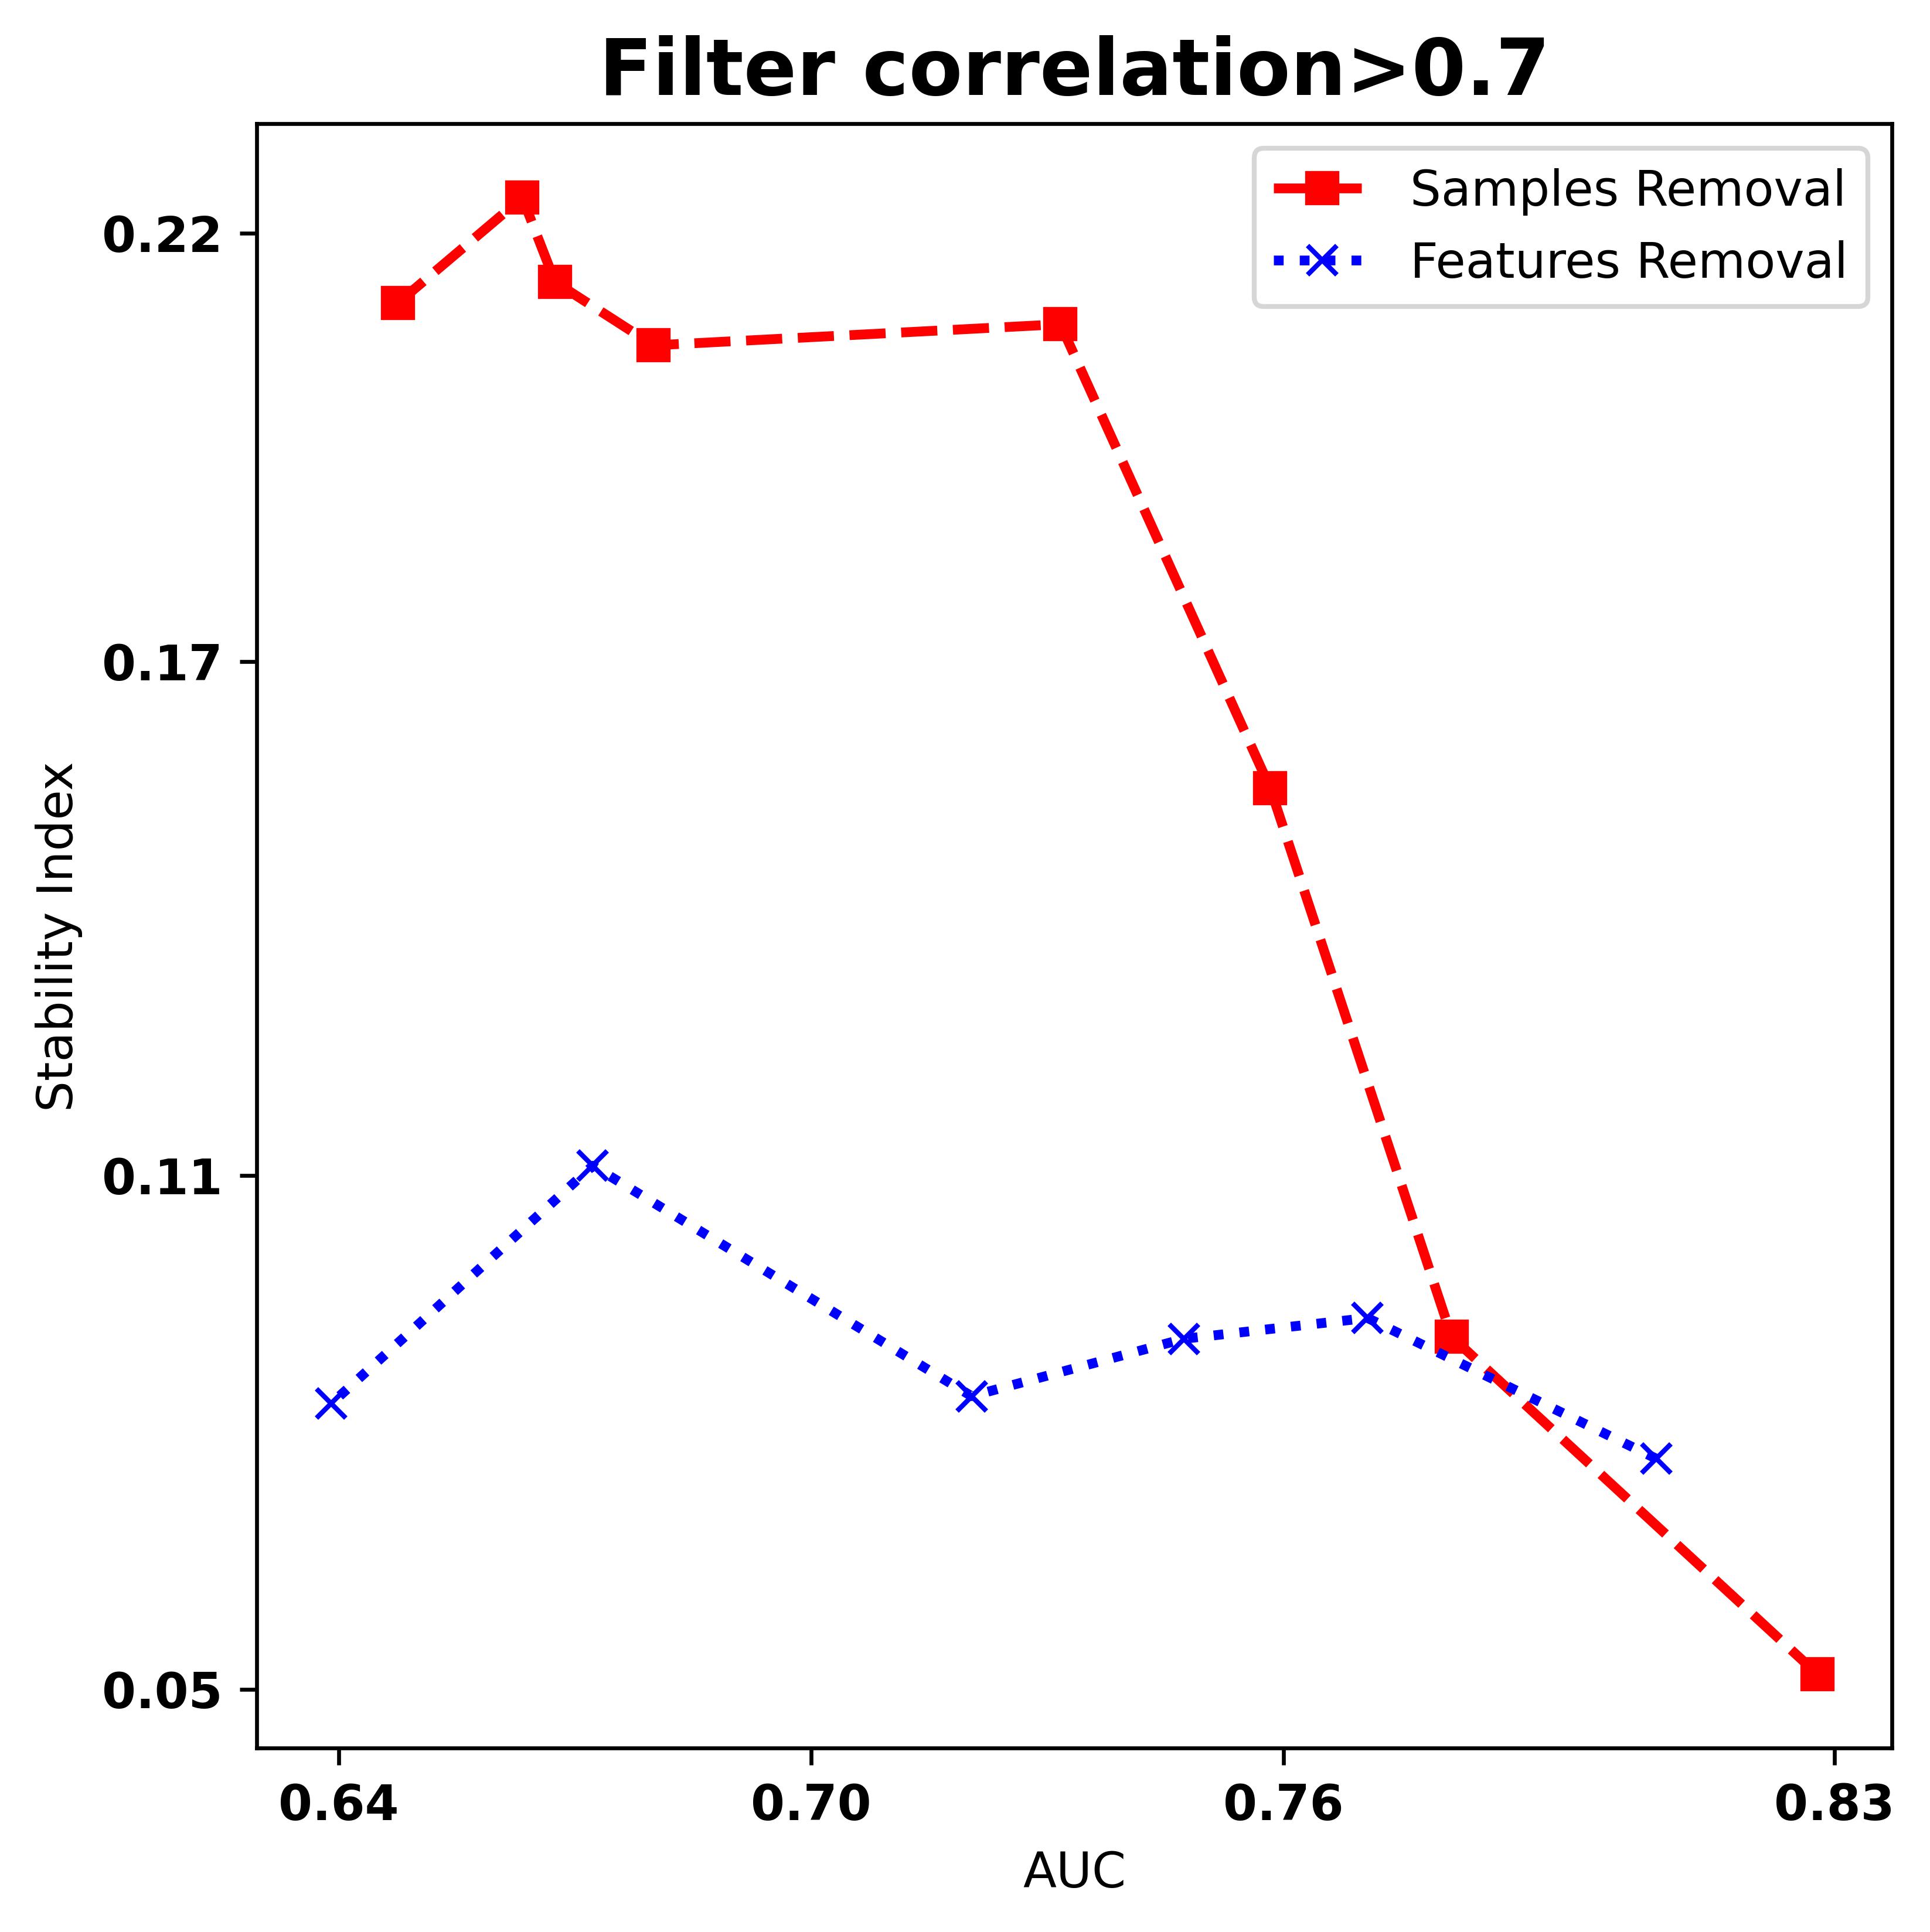 Filter correlation>0.7
Samples Removal
Features Removal
0.22
0.17
0.11
0.05
Stability Index
0.64
0.70
0.76
0.83
AUC